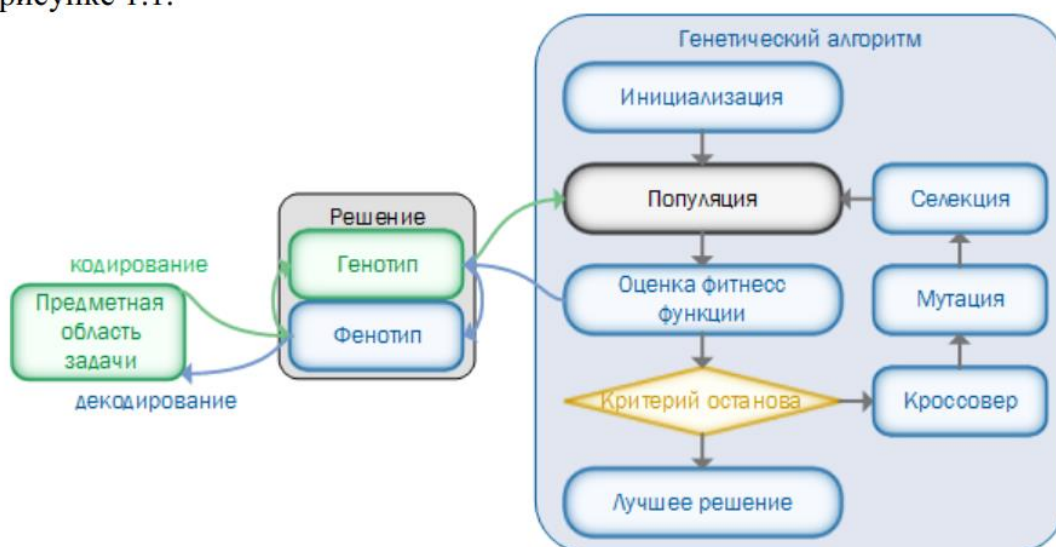 рисунке 1.1.
Генетический алгоритм
Инициализация
Популяция
Селекция
Решение
Генотип
кодирование
Предметная
область
задачи
Фенотип
декодирование
Оценка фитнесс
функции
Мутация
Критерий останова
Кроссовер
Лучшее решение